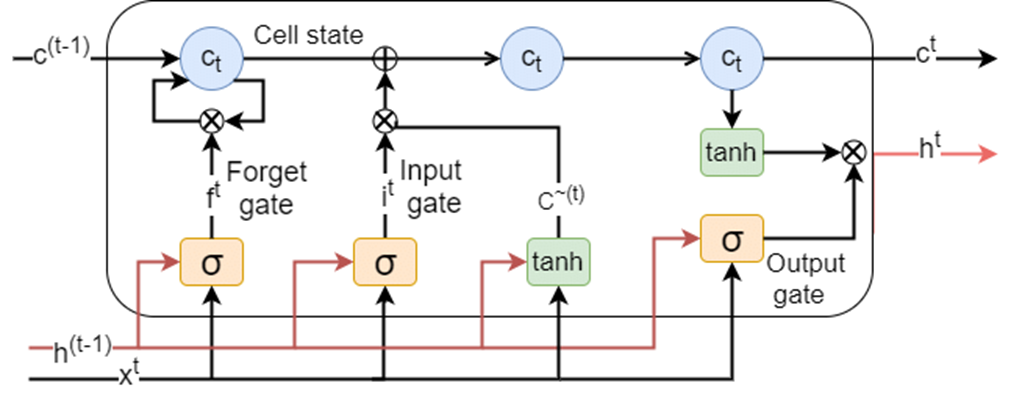 c(t-1)
ct
Cell state
ct
ct
ct
tanh
ht
ft
Forget
gate
it
Input
gate
C~(t)
σ
σ
tanh
σ
Output
gate
h(t-1)
xt